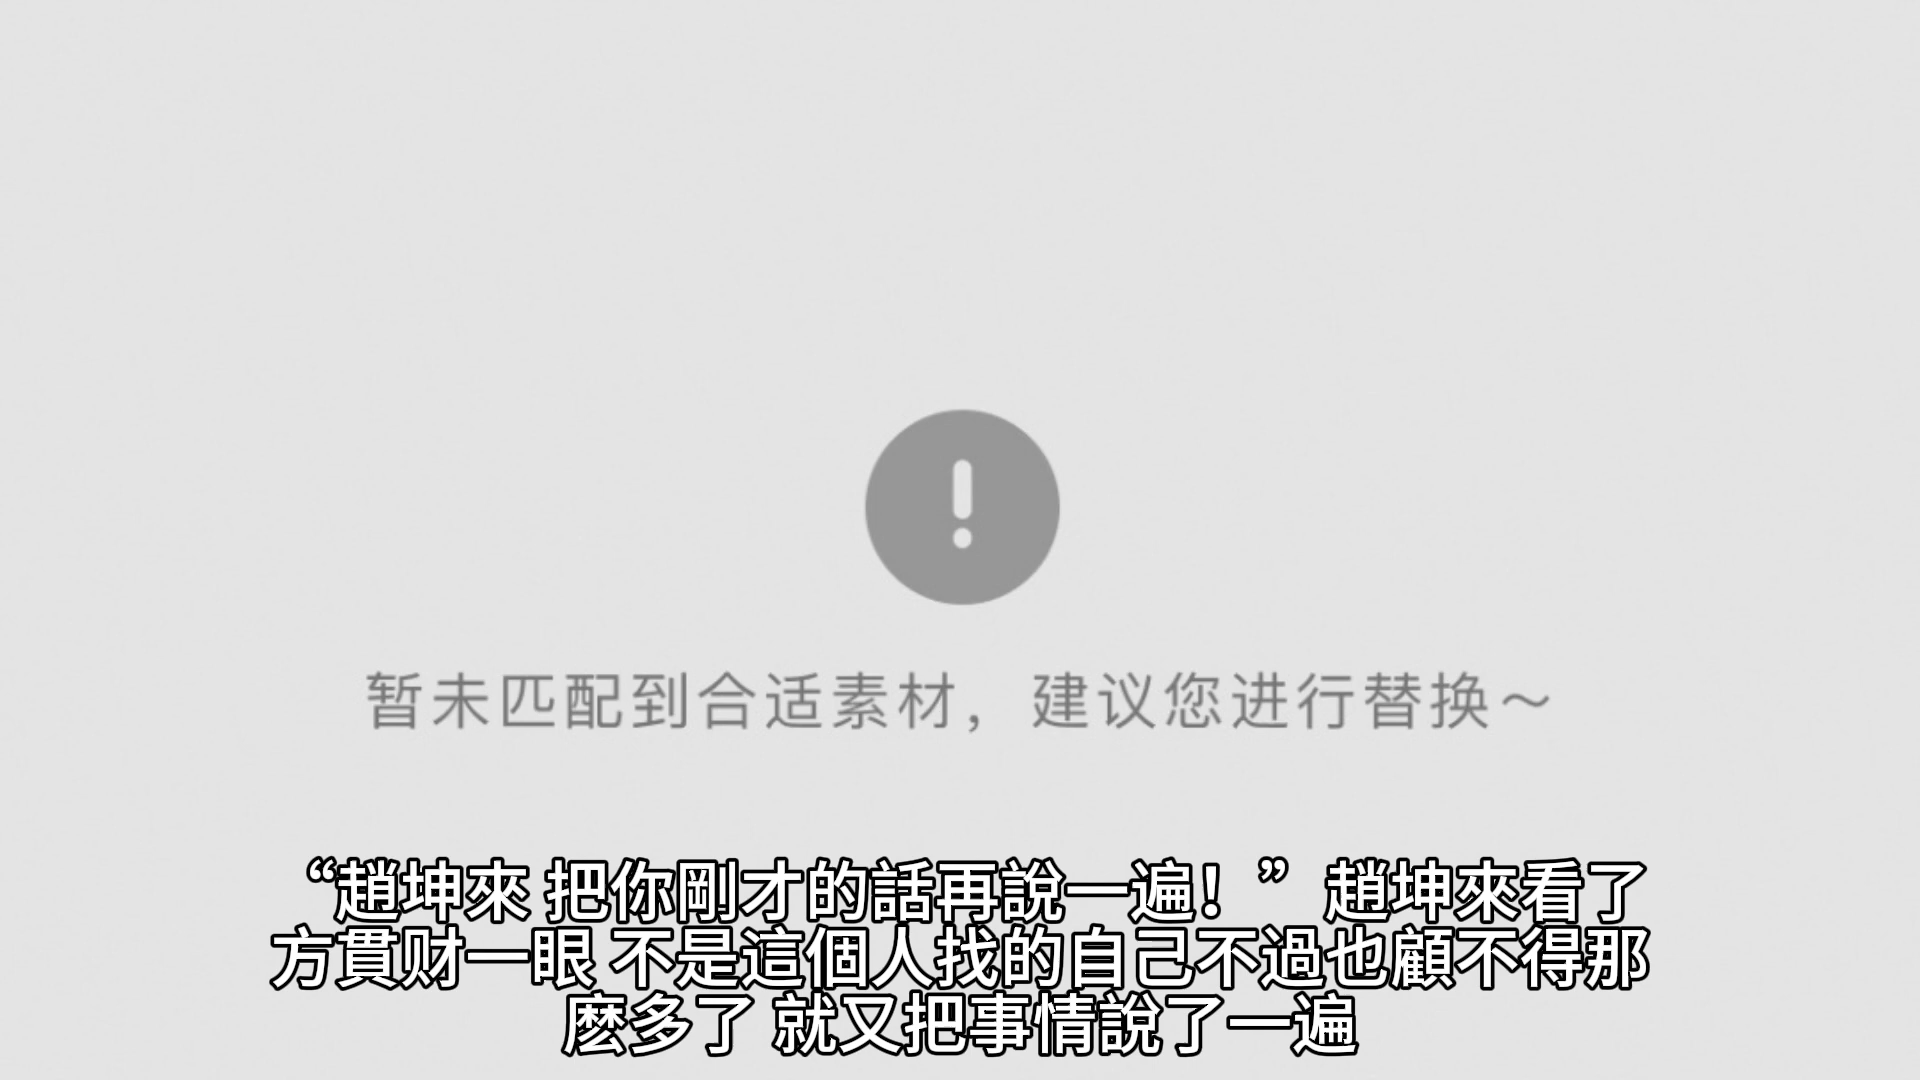 暂未匹配到合适素材，建议您进行替换～
“趙坤來 把你剛才的話再說一遍！”趙坤來看了
方貫财一眼 不是這個人找的自己不過也顧不得那
麽多了 就又把事情說了一遍